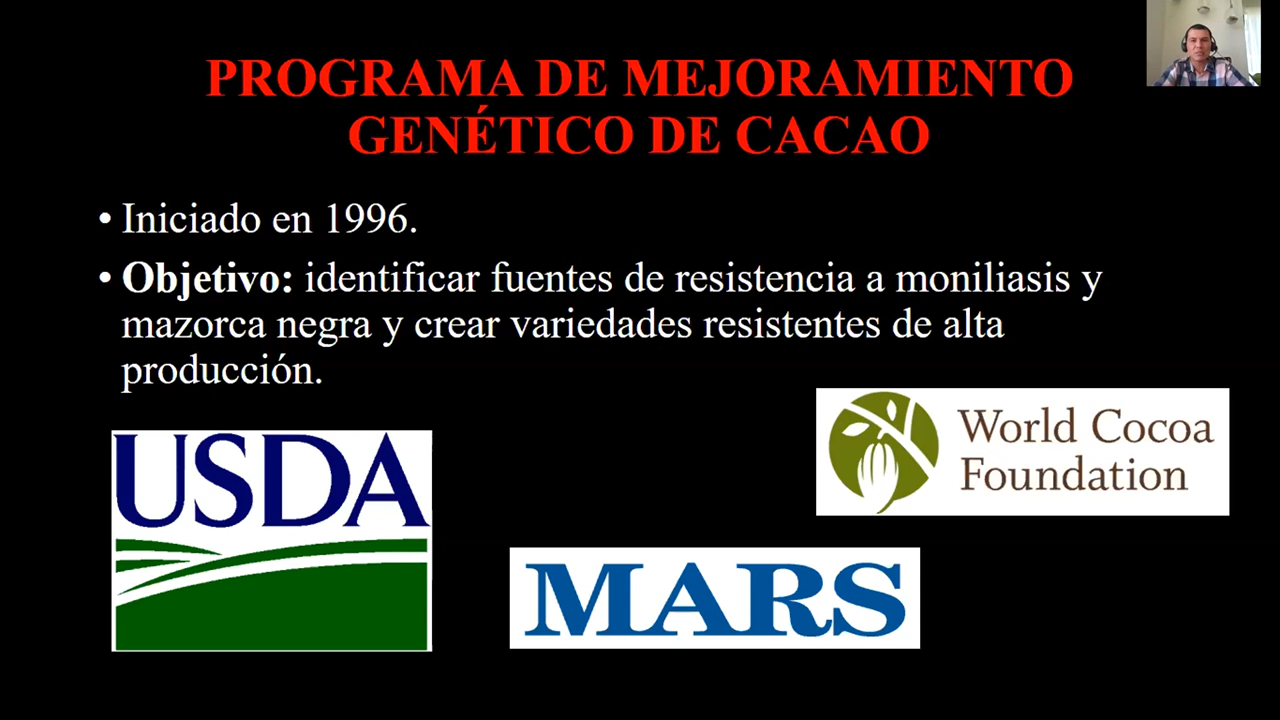 PROGRAMA DE MEJORAMIENTO
GENÉTICO DE CACAO
• Iniciado en 1996.
• Objetivo: identificar fuentes de resistencia a moniliasis y
mazorca negra y crear variedades resistentes de alta
producción.
World Cocoa
Foundation
USDA
MARS